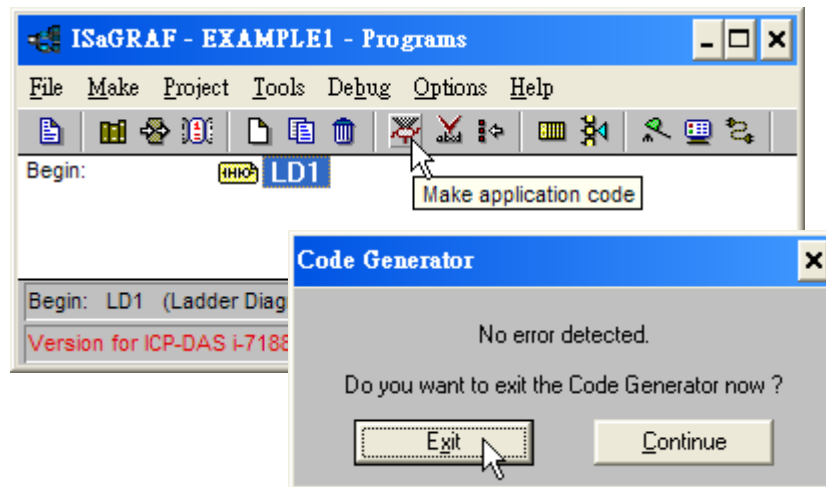 ISaGRAF - EXAMPLE1 - Programs
File Make Project Tools Debug Options Help
Begin: LD1
Make application code
Code Generator
Begin: LD1 (Ladder Diag
No error detected.
Version for ICP-DAS i-7188
Do you want to exit the Code Generator now ?
Exit Continue